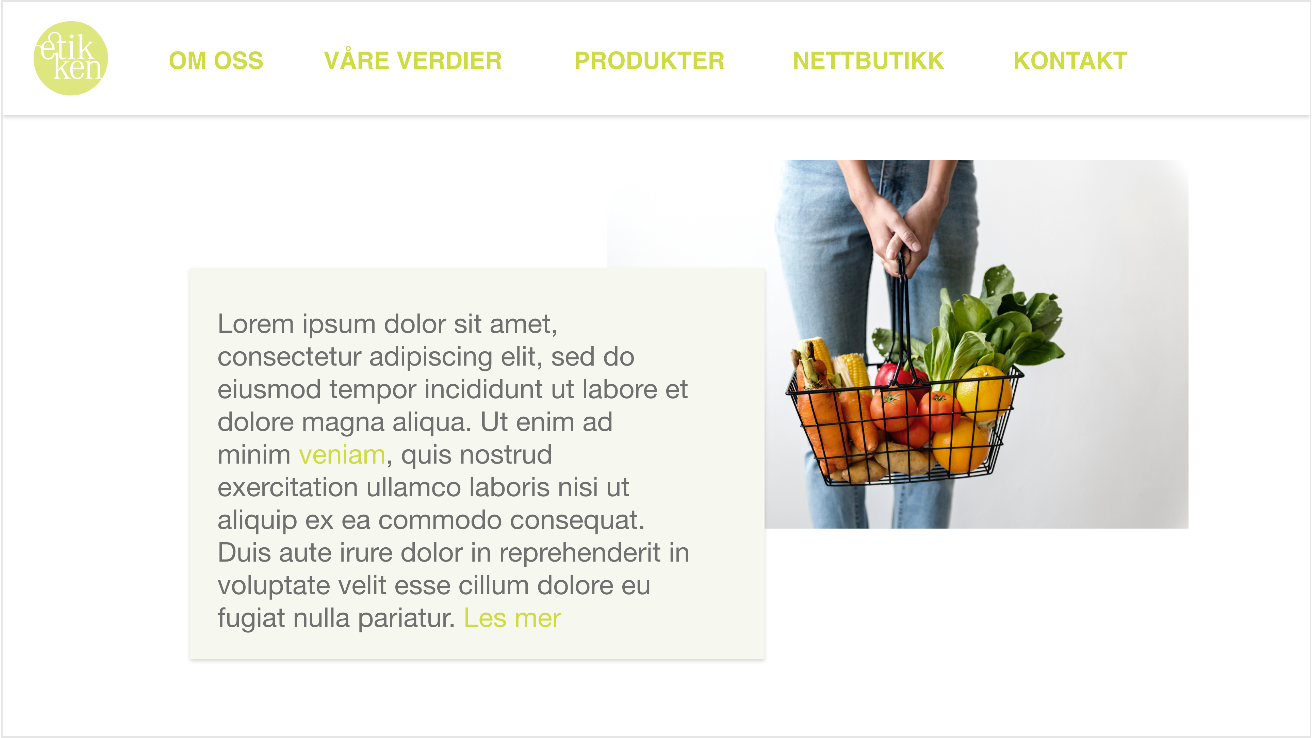 etik
ken
OM OSS VÅRE VERDIER PRODUKTER NETTBUTIKK KONTAKT
Lorem ipsum dolor sit amet,
consectetur adipiscing elit, sed do
eiusmod tempor incididunt ut labore et
dolore magna aliqua. Ut enim ad
minim veniam, quis nostrud
exercitation ullamco laboris nisi ut
aliquip ex ea commodo consequat.
Duis aute irure dolor in reprehenderit in
voluptate velit esse cillum dolore eu
fugiat nulla pariatur. Les mer